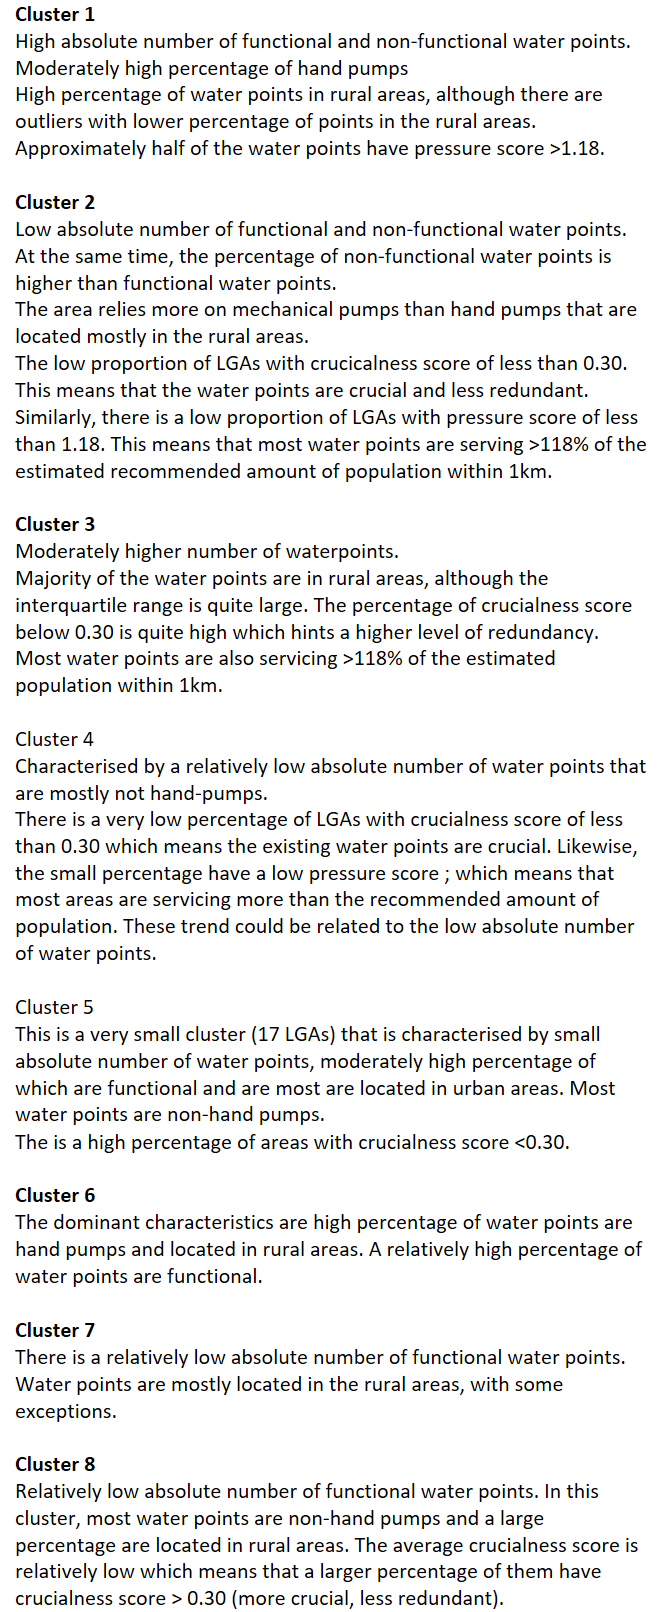 Cluster 1
High absolute number of functional and non-functional water points.
Moderately high percentage of hand pumps
High percentage of water points in rural areas, although there are
outliers with lower percentage of points in the rural areas.
Approximately half of the water points have pressure score >1.18.
Cluster 2
Low absolute number of functional and non-functional water points.
At the same time, the percentage of non-functional water points is
higher than functional water points.
The area relies more on mechanical pumps than hand pumps that are
located mostly in the rural areas.
The low proportion of LGAs with crucicalness score of less than 0.30.
This means that the water points are crucial and less redundant.
Similarly, there is a low proportion of LGAs with pressure score of less
than 1.18. This means that most water points are serving >118% of the
estimated recommended amount of population within 1km.
Cluster 3
Moderately higher number of waterpoints.
Majority of the water points are in rural areas, although the
interquartile range is quite large. The percentage of crucialness score
below 0.30 is quite high which hints a higher level of redundancy.
Most water points are also servicing >118% of the estimated
population within 1km.
Cluster 4
Characterised by a relatively low absolute number of water points that
are mostly not hand-pumps.
There is a very low percentage of LGAs with crucialness score of less
than 0.30 which means the existing water points are crucial. Likewise,
the small percentage have a low pressure score ; which means that
most areas are servicing more than the recommended amount of
population. These trend could be related to the low absolute number
of water points.
Cluster 5
This is a very small cluster (17 LGAs) that is characterised by small
absolute number of water points, moderately high percentage of
which are functional and are most are located in urban areas. Most
water points are non-hand pumps.
The is a high percentage of areas with crucialness score <0.30.
Cluster 6
The dominant characteristics are high percentage of water points are
hand pumps and located in rural areas. A relatively high percentage of
water points are functional.
Cluster 7
There is a relatively low absolute number of functional water points.
Water points are mostly located in the rural areas, with some
exceptions.
Cluster 8
Relatively low absolute number of functional water points. In this
cluster, most water points are non-hand pumps and a large
percentage are located in rural areas. The average crucialness score is
relatively low which means that a larger percentage of them have
crucialness score > 0.30 (more crucial, less redundant).